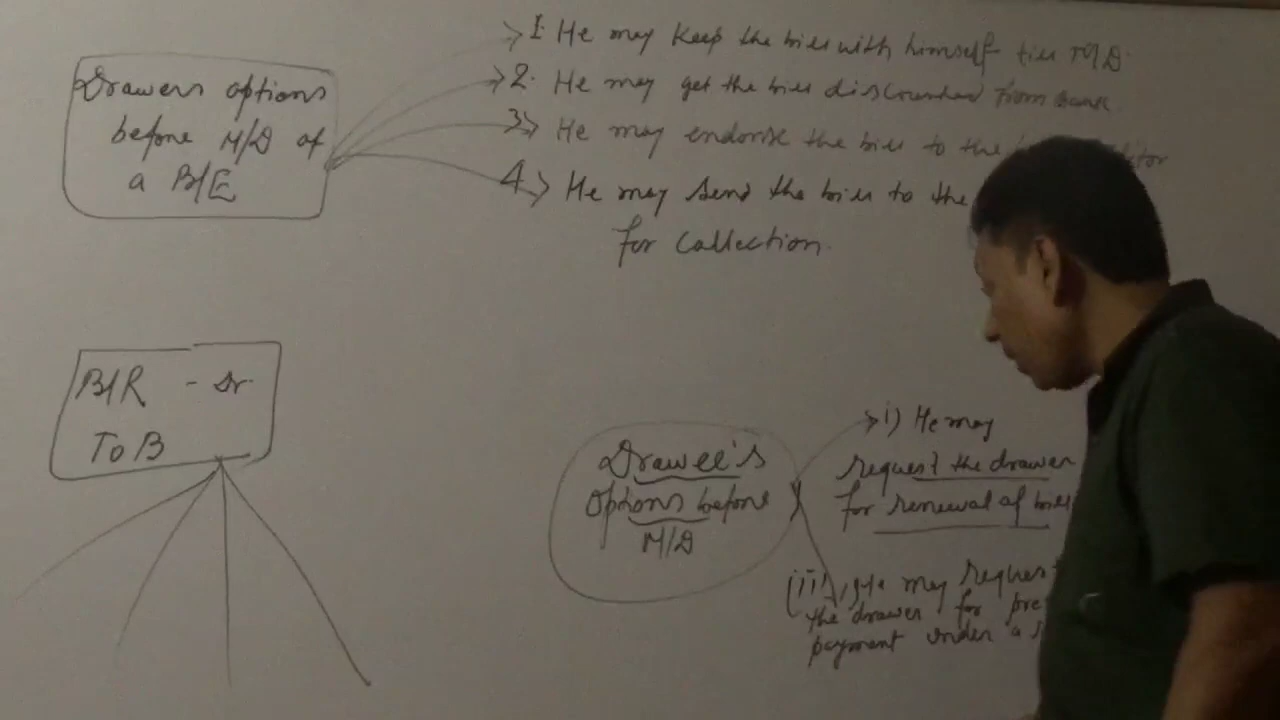 Drawers options
before M/D of
a B/E
1. He may keep the bill with himself till M/D.
2. He may get the bill discounted from bank
3> He may endorse the bill to the
4> He may send the bill to the
for collection.
B/R - Dr.
To B
Drawee's
options before
M/D
i) He may
request the drawer
for renewal of bill
(ii) He may request
the drawer for pre
payment under a